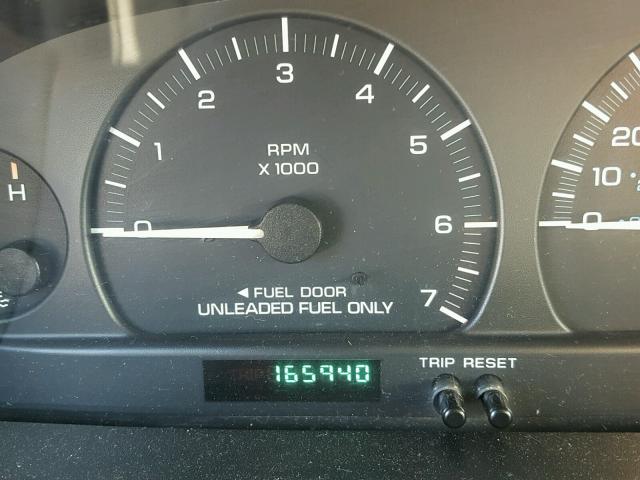 3
2
4
1
5
RPM
X 1000
H
0
6
◄ FUEL DOOR
UNLEADED FUEL ONLY
7
20
10
0
TRIP RESET
165940